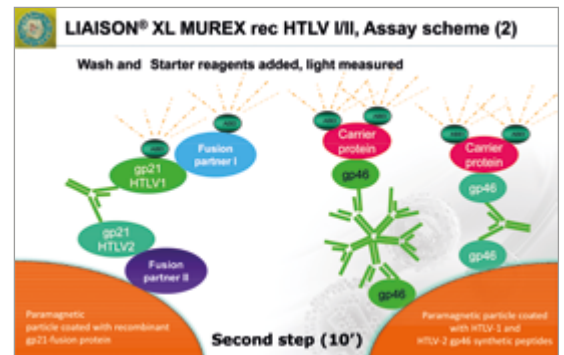 LIAISON® XL MUREX rec HTLV I/II, Assay scheme (2)
Wash and Starter reagents added, light measured
gp21
HTLV1
Fusion
partner I
gp21
HTLV2
Fusion
partner II
Carrier
protein
gp46
gp46
Carrier
protein
gp46
gp46
Paramagnetic
particle coated with recombinant
gp21-fusion protein
Second step (10')
Paramagnetic particle coated
with HTLV-1 and
HTLV-2 gp46 synthetic peptides